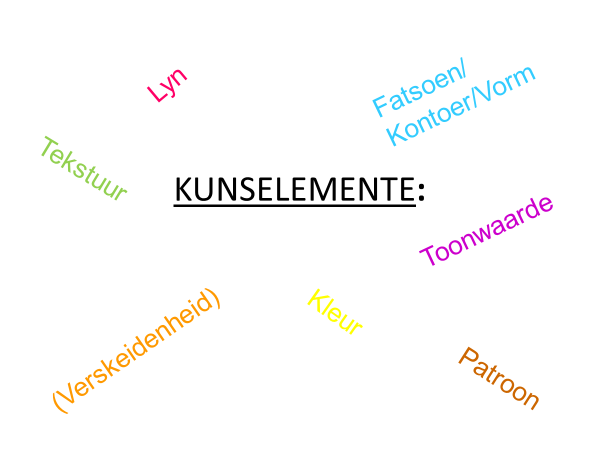 Lyn
Fatsoen/
Kontoer/Vorm
Tekstuur
KUNSELEMENTE:
Toonwaarde
(Verskeidenheid)
Kleur
Patroon